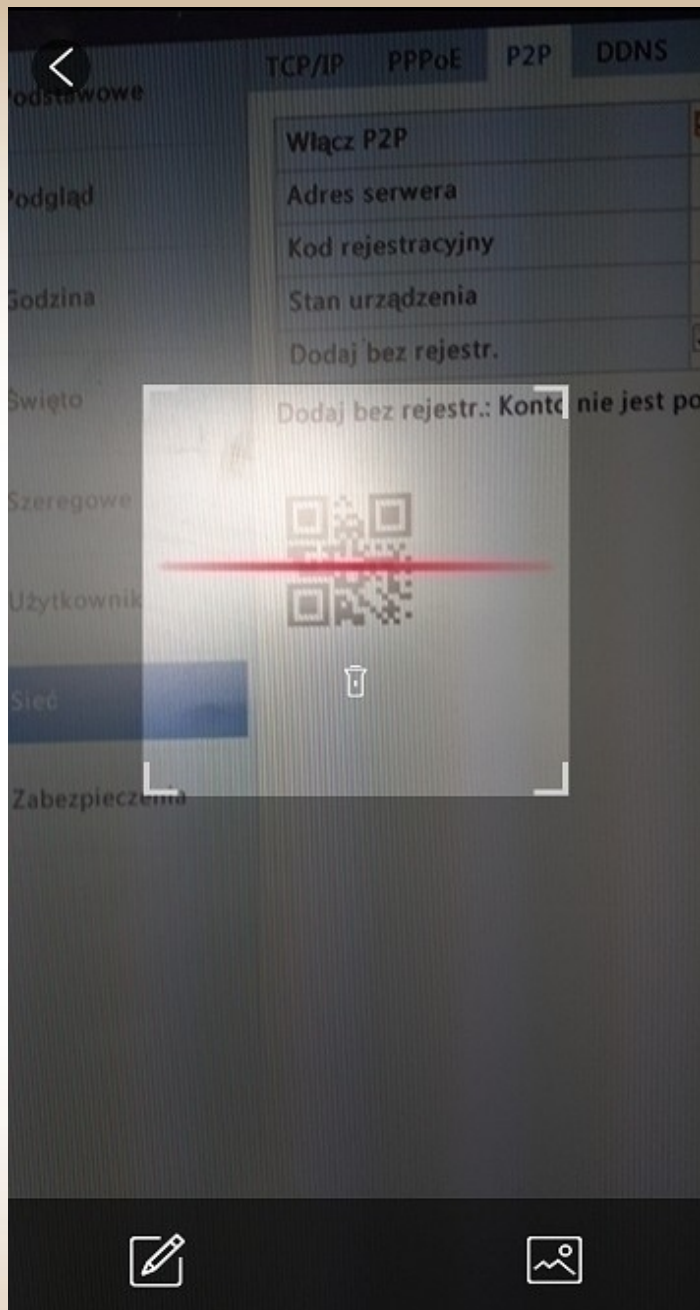 TCP/IP PPPoE P2P DDNS
Podstawowe
Podgląd
Godzina
Święto
Szeregowe
Użytkownik
Sieć
Zabezpieczenia
Włącz P2P
Adres serwera
Kod rejestracyjny
Stan urządzenia
Dodaj bez rejestr.
Dodaj bez rejestr.: Konto nie jest po